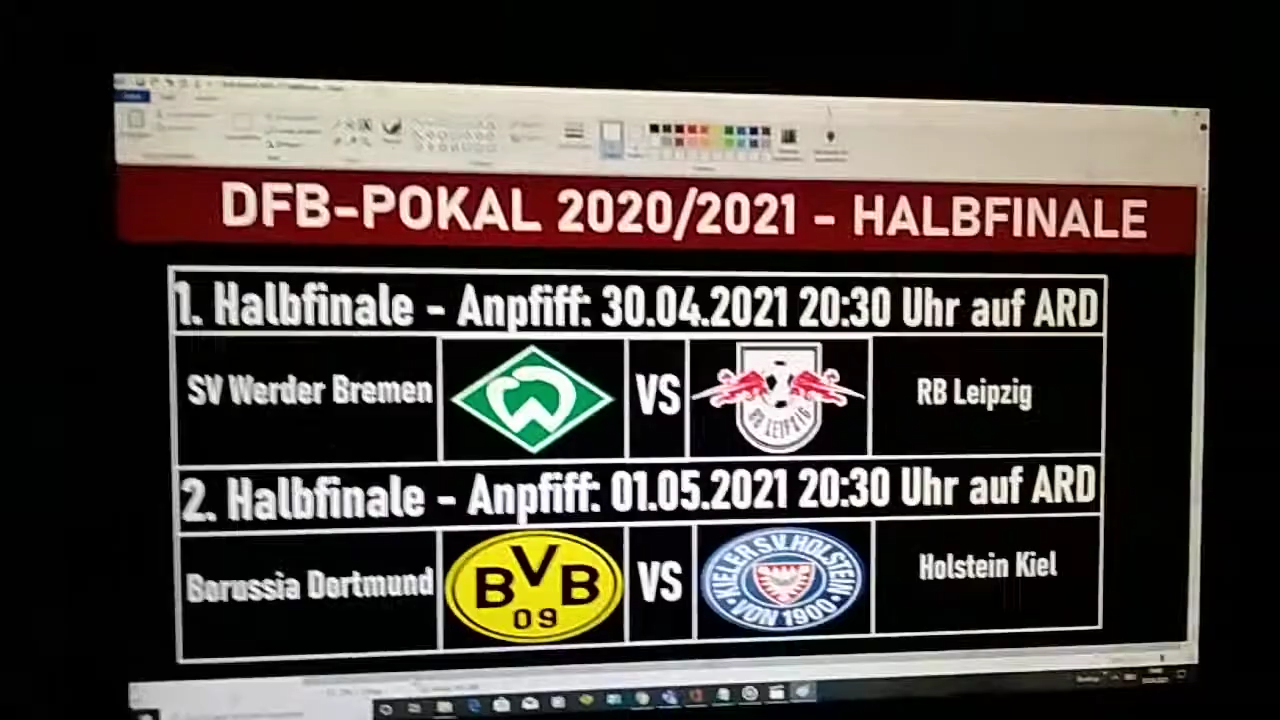 DFB-POKAL 2020/2021 - HALBFINALE
1. Halbfinale - Anpfiff: 30.04.2021 20:30 Uhr auf ARD
SV Werder Bremen
W
VS
RB LEIPZIG
RB Leipzig
2. Halbfinale - Anpfiff: 01.05.2021 20:30 Uhr auf ARD
Borussia Dortmund
BVB
09
VS
KIELER S.V. HOLSTEIN
VON 1900
Holstein Kiel